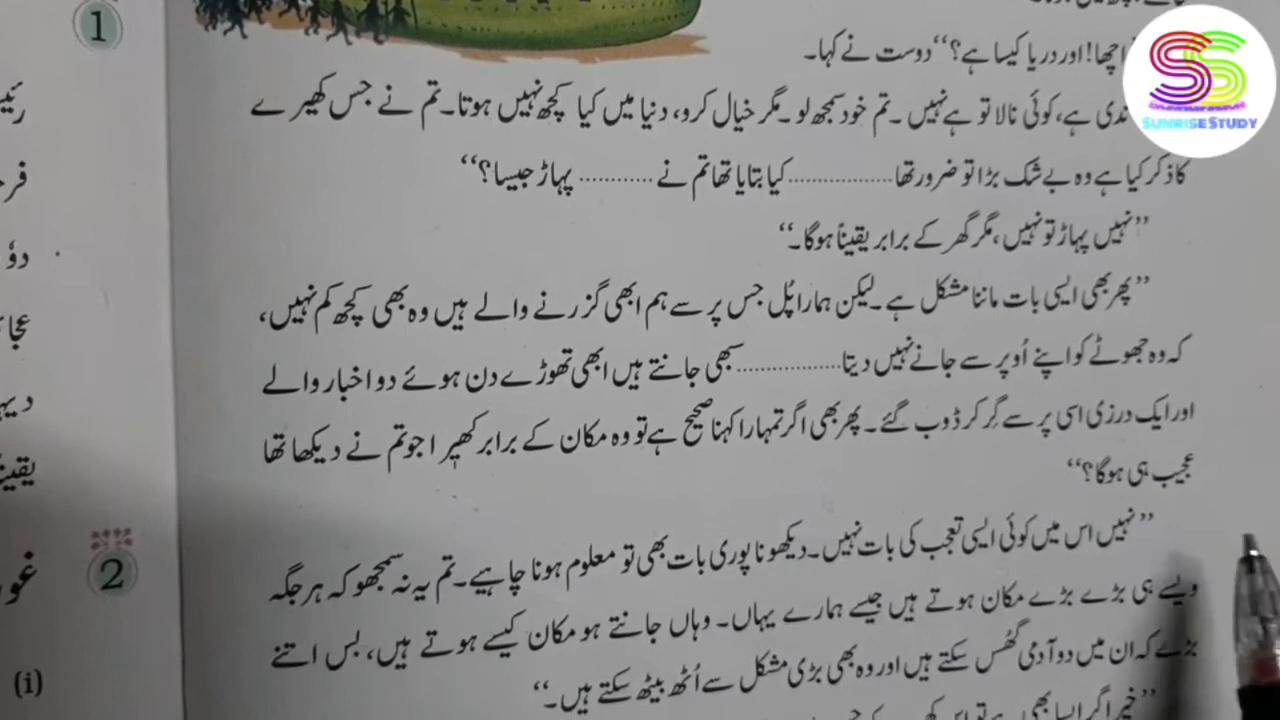 1
SUNRISE STUDY
اچھا! اور دریا کیسا ہے؟“ دوست نے کہا۔
ندی ہے، کوئی نالا تو ہے نہیں۔ تم خود سمجھ لو۔ مگر خیال کرو، دنیا میں کیا کچھ نہیں ہوتا۔ تم نے جس کھیرے
کا ذکر کیا ہے وہ بے شک بڑا تو ضرور تھا ................. کیا بتایا تھا تم نے ............ پہاڑ جیسا؟“
”نہیں پہاڑ تو نہیں، مگر گھر کے برابر یقیناً ہوگا۔“
”پھر بھی ایسی بات ماننا مشکل ہے۔ لیکن ہمارا پُل جس پر سے ہم ابھی گزرنے والے ہیں وہ بھی کچھ کم نہیں،
کہ وہ جھوٹے کو اپنے اُوپر سے جانے نہیں دیتا ................. سبھی جانتے ہیں ابھی تھوڑے دن ہوئے دو اخبار والے
اور ایک درزی اسی پر سے گِر کر ڈوب گئے۔ پھر بھی اگر تمہارا کہنا صحیح ہے تو وہ مکان کے برابر کھیرا جو تم نے دیکھا تھا
عجیب ہی ہوگا؟“
”نہیں اس میں کوئی ایسی تعجب کی بات نہیں۔ دیکھو نا پوری بات بھی تو معلوم ہونا چاہیے۔ تم یہ نہ سمجھو کہ ہر جگہ
ویسے ہی بڑے بڑے مکان ہوتے ہیں جیسے ہمارے یہاں۔ وہاں جانتے ہو مکان کیسے ہوتے ہیں، بس اتنے
بڑے کہ ان میں دو آدمی گھُس سکتے ہیں اور وہ بھی بڑی مشکل سے اُٹھ بیٹھ سکتے ہیں۔“
”خیر اگر ایسا بھی ہے تو اس
2
(i)